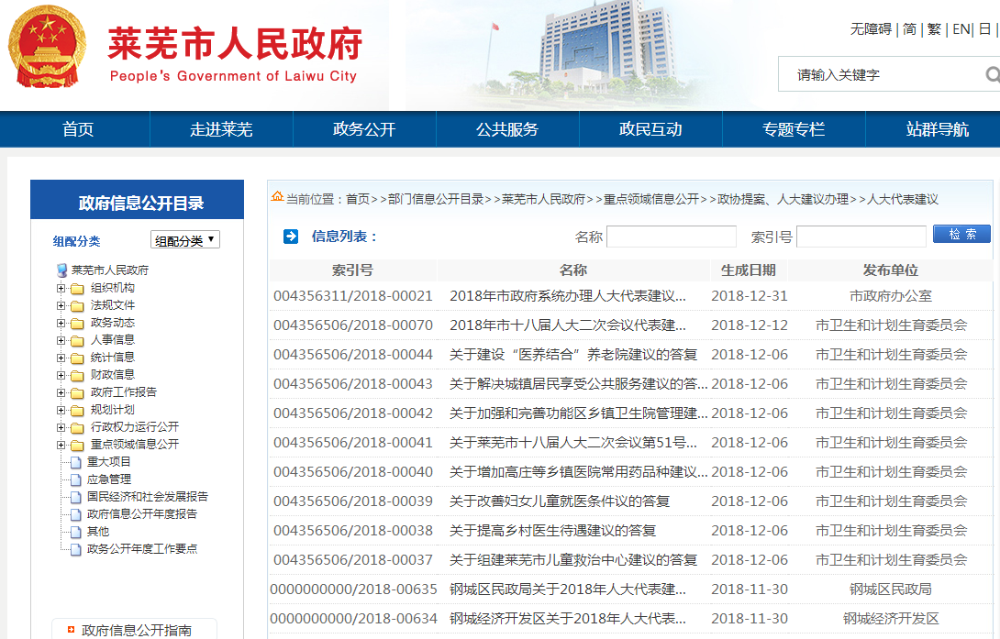 莱芜市人民政府
People's Government of Laiwu City
无障碍 | 简 | 繁 | EN | 日 |
请输入关键字
首页 走进莱芜 政务公开 公共服务 政民互动 专题专栏 站群导航
政府信息公开目录
组配分类 组配分类
莱芜市人民政府
组织机构
法规文件
政务动态
人事信息
统计信息
财政信息
政府工作报告
规划计划
行政权力运行公开
重点领域信息公开
重大项目
应急管理
国民经济和社会发展报告
政府信息公开年度报告
其他
政务公开年度工作要点
政府信息公开指南
当前位置：首页>>部门信息公开目录>>莱芜市人民政府>>重点领域信息公开>>政协提案、人大建议办理>>人大代表建议
信息列表： 名称 索引号 检 索
索引号 名称 生成日期 发布单位
004356311/2018-00021 2018年市政府系统办理人大代表建议... 2018-12-31 市政府办公室
004356506/2018-00070 2018年市十八届人大二次会议代表建... 2018-12-12 市卫生和计划生育委员会
004356506/2018-00044 关于建设“医养结合”养老院建议的答复 2018-12-06 市卫生和计划生育委员会
004356506/2018-00043 关于解决城镇居民享受公共服务建议的答... 2018-12-06 市卫生和计划生育委员会
004356506/2018-00042 关于加强和完善功能区乡镇卫生院管理建... 2018-12-06 市卫生和计划生育委员会
004356506/2018-00041 关于莱芜市十八届人大二次会议第51号... 2018-12-06 市卫生和计划生育委员会
004356506/2018-00040 关于增加高庄等乡镇医院常用药品种建议... 2018-12-06 市卫生和计划生育委员会
004356506/2018-00039 关于改善妇女儿童就医条件议的答复 2018-12-06 市卫生和计划生育委员会
004356506/2018-00038 关于提高乡村医生待遇建议的答复 2018-12-06 市卫生和计划生育委员会
004356506/2018-00037 关于组建莱芜市儿童救治中心建议的答复 2018-12-06 市卫生和计划生育委员会
0000000000/2018-00635 钢城区民政局关于2018年人大代表建... 2018-11-30 钢城区民政局
0000000000/2018-00634 钢城经济开发区关于2018年人大代表... 2018-11-30 钢城经济开发区